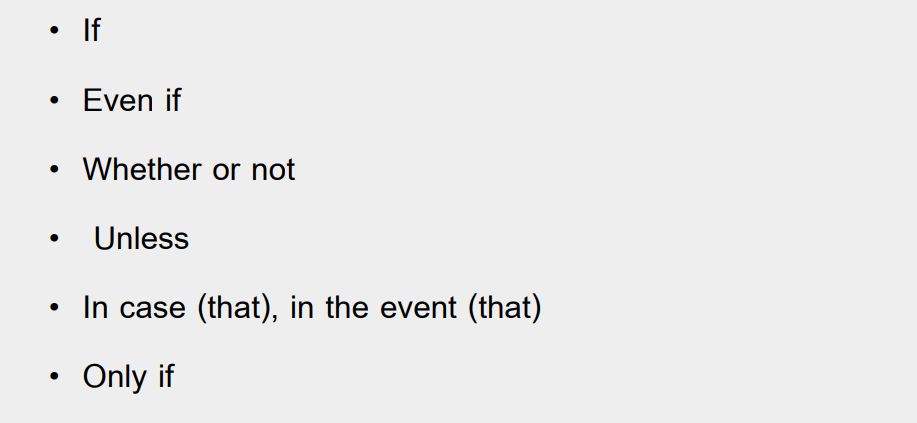 • If
• Even if
• Whether or not
• Unless
• In case (that), in the event (that)
• Only if